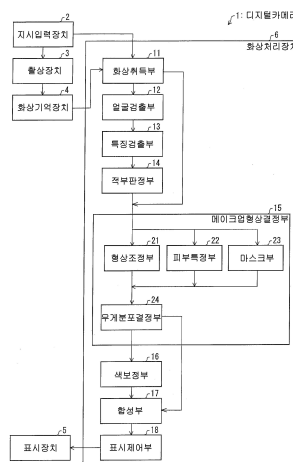 1: 디지털카메라
2
지시입력장치
6
화상처리장치
3
활상장치
11
화상취득부
4
화상기억장치
12
얼굴검출부
13
특징검출부
14
적부판정부
15
메이크업형상결정부
21
형상조정부
22
피부특정부
23
마스크부
24
무게분포결정부
16
색보정부
17
합성부
5
표시장치
18
표시제어부